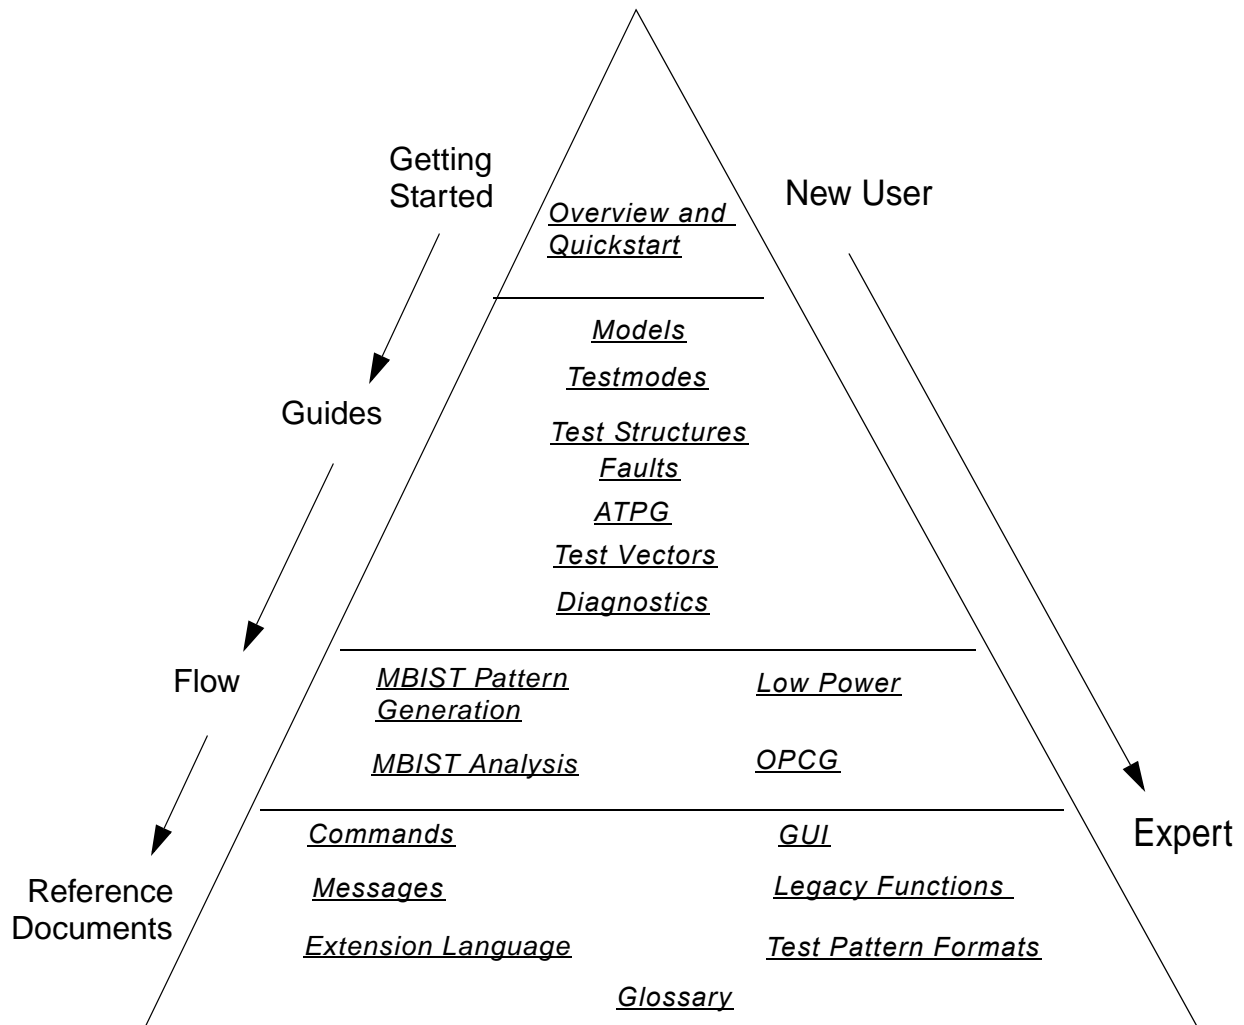 Getting
Started
New User
Overview and
Quickstart
Models
Testmodes
Guides
Test Structures
Faults
ATPG
Test Vectors
Diagnostics
Flow
MBIST Pattern
Generation
Low Power
MBIST Analysis
OPCG
Commands
GUI
Expert
Messages
Legacy Functions
Reference
Documents
Extension Language
Test Pattern Formats
Glossary